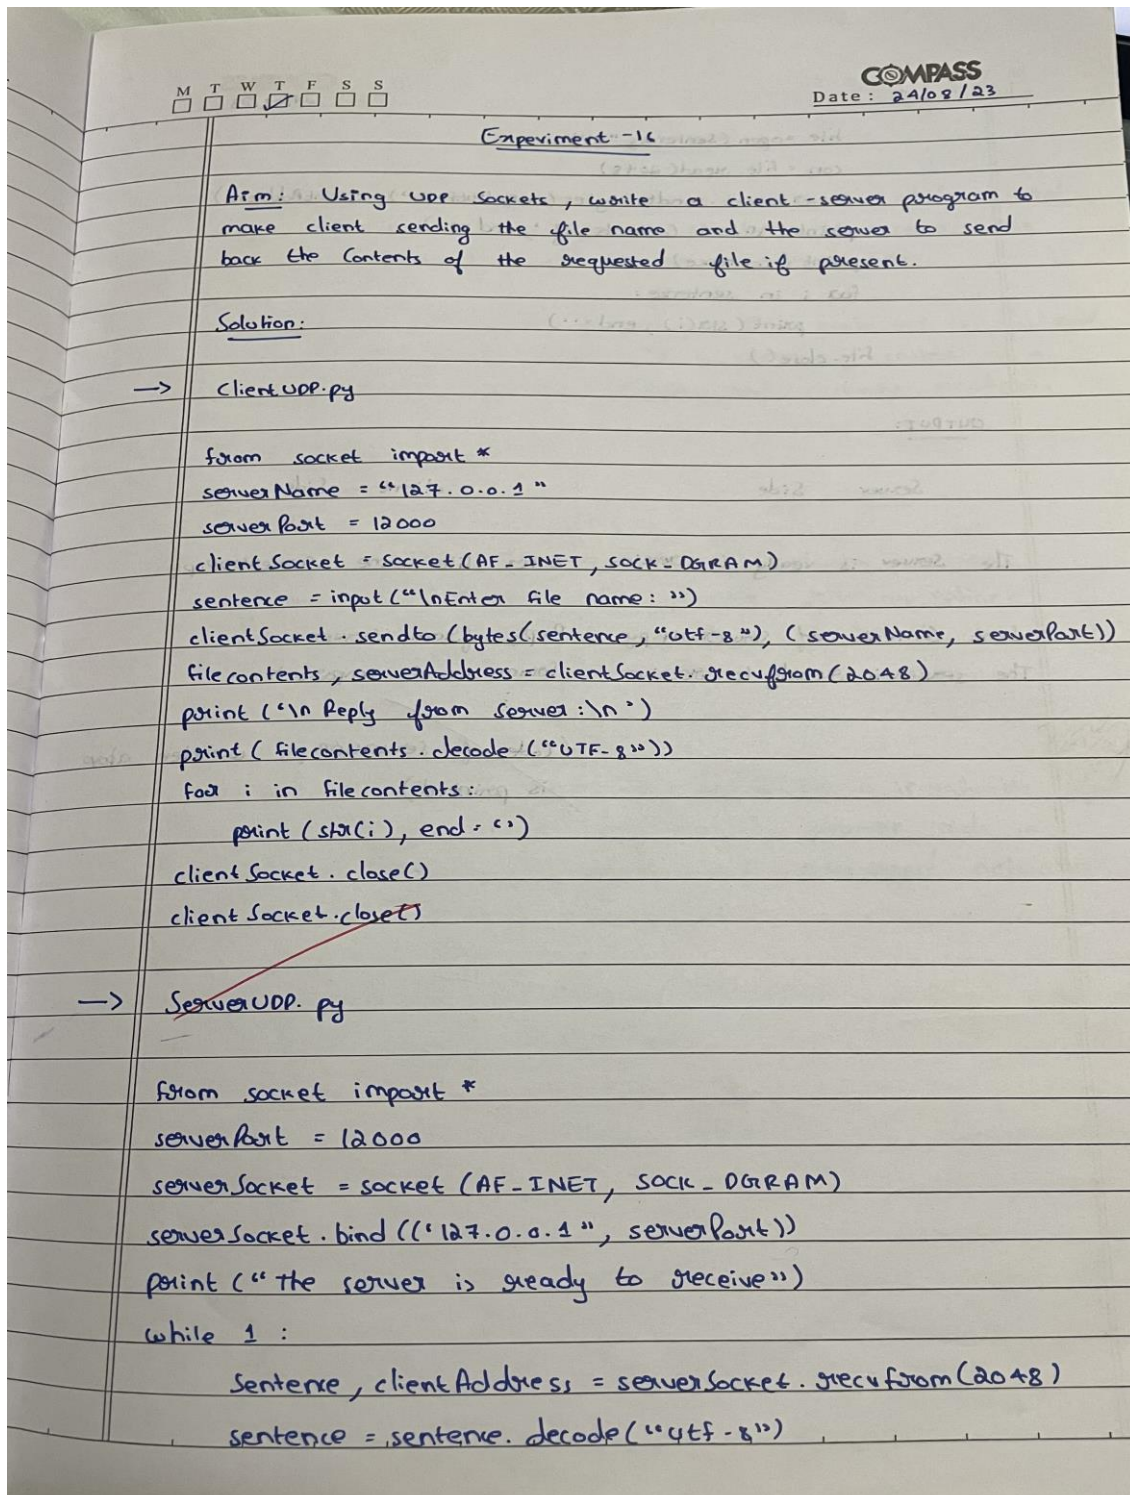 M T W T F S S
COMPASS
Date: 24/08/23
Experiment -16
Aim: Using UDP Sockets, write a client-server program to
make client sending the file name and the server to send
back the contents of the requested file if present.
Solution:
→ ClientUDP.py
from socket import *
serverName = "127.0.0.1"
serverPort = 12000
clientSocket = socket(AF_INET, SOCK_DGRAM)
sentence = input("\nEnter file name: ")
clientSocket.sendto(bytes(sentence, "utf-8"), (serverName, serverPort))
filecontents, serverAddress = clientSocket.recvfrom(2048)
print ('\n Reply from server:\n')
print (filecontents.decode("UTF-8"))
for i in filecontents:
print (str(i), end = '')
clientSocket.close()
clientSocket.close()
→ ServerUDP.py
from socket import *
serverPort = 12000
serverSocket = socket (AF_INET, SOCK_DGRAM)
serverSocket.bind(('127.0.0.1", serverPort))
print ("the server is ready to receive")
while 1 :
Sentence, clientAddress = serverSocket.recvfrom(2048)
sentence = sentence.decode("utf-8")